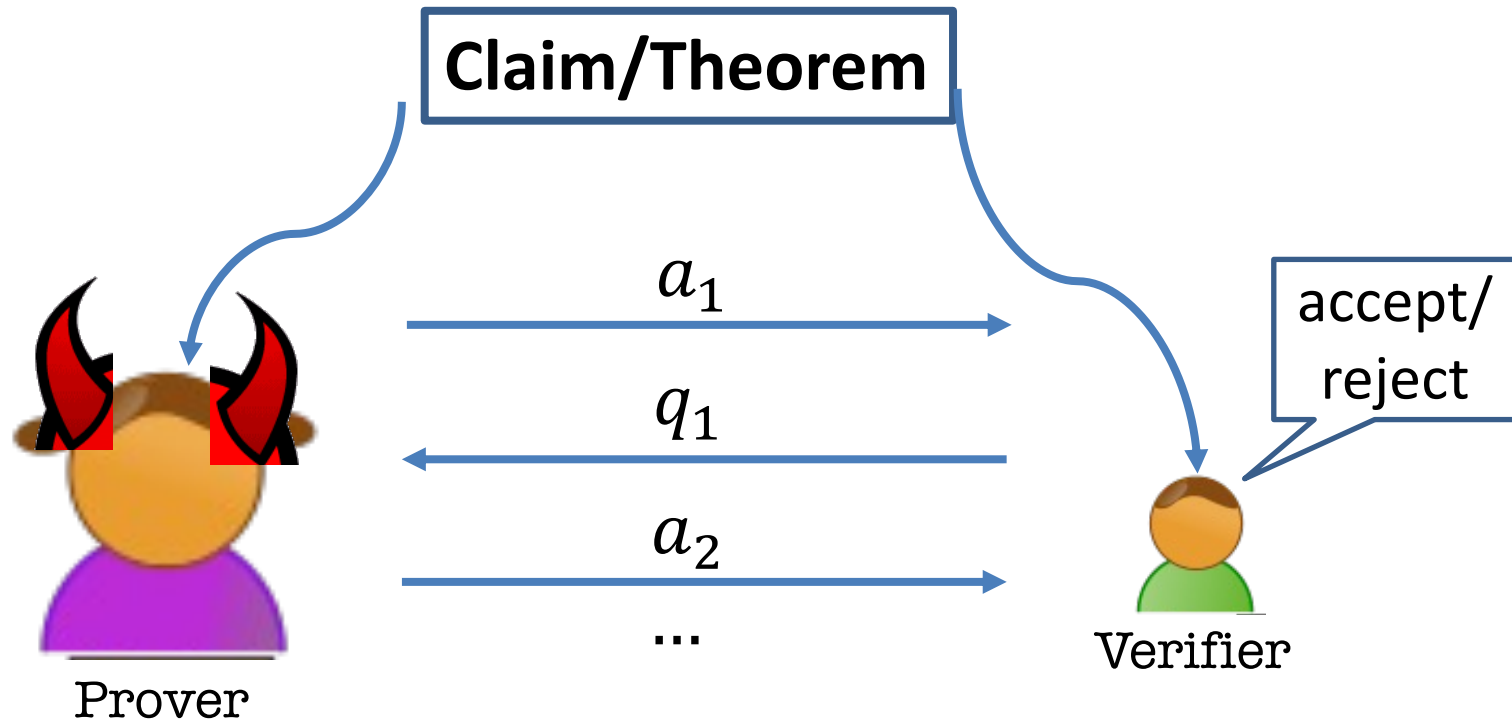 Claim/Theorem
a₁
accept/
reject
q₁
a₂
...
Verifier
Prover